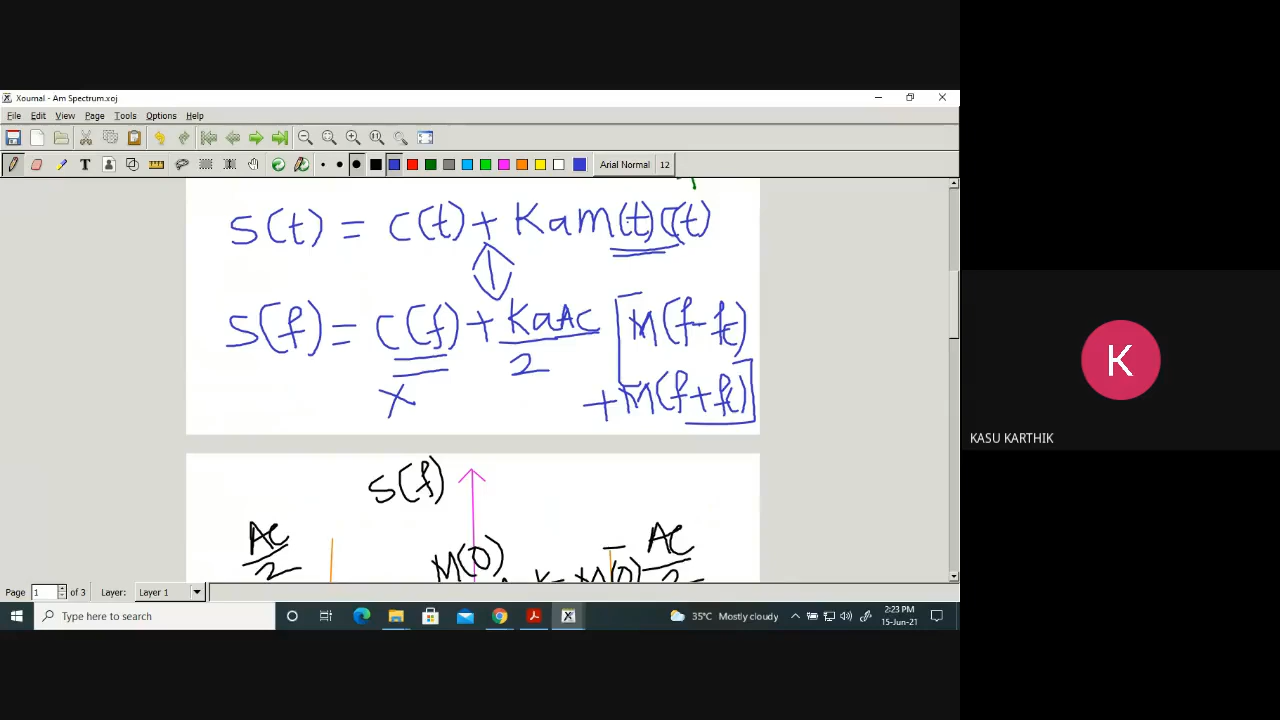 Xournal - Am Spectrum.xoj
File Edit View Page Tools Options Help
Arial Normal 12
S(t) = C(t) + Kam(t)C(t)
S(f) = C(f) + KaAC [M(f-fc)
2
X +M(f+fc)]
S(f)
AC AC
2 M(0) M(0) 2
Page 1 of 3 Layer: Layer 1
Type here to search 35°C Mostly cloudy 2:23 PM
15-Jun-21
K
KASU KARTHIK